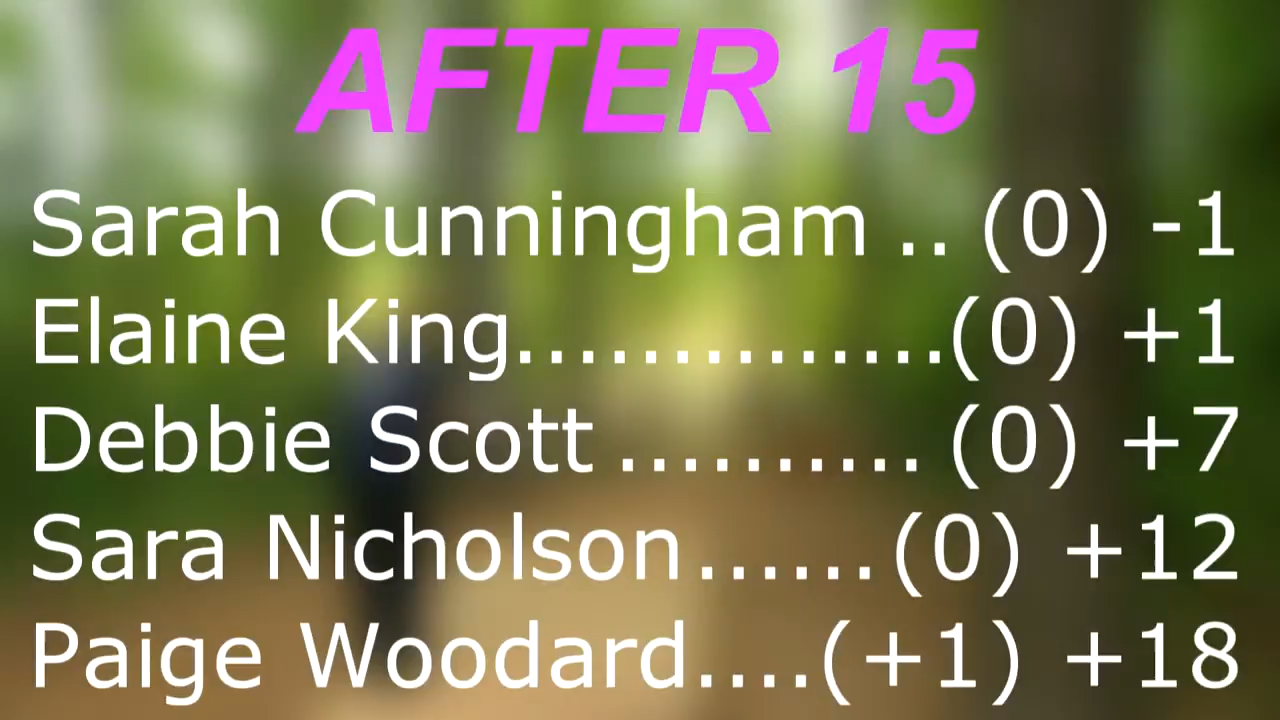 AFTER 15
Sarah Cunningham .. (0) -1
Elaine King..............(0) +1
Debbie Scott .......... (0) +7
Sara Nicholson ......(0) +12
Paige Woodard....(+1) +18